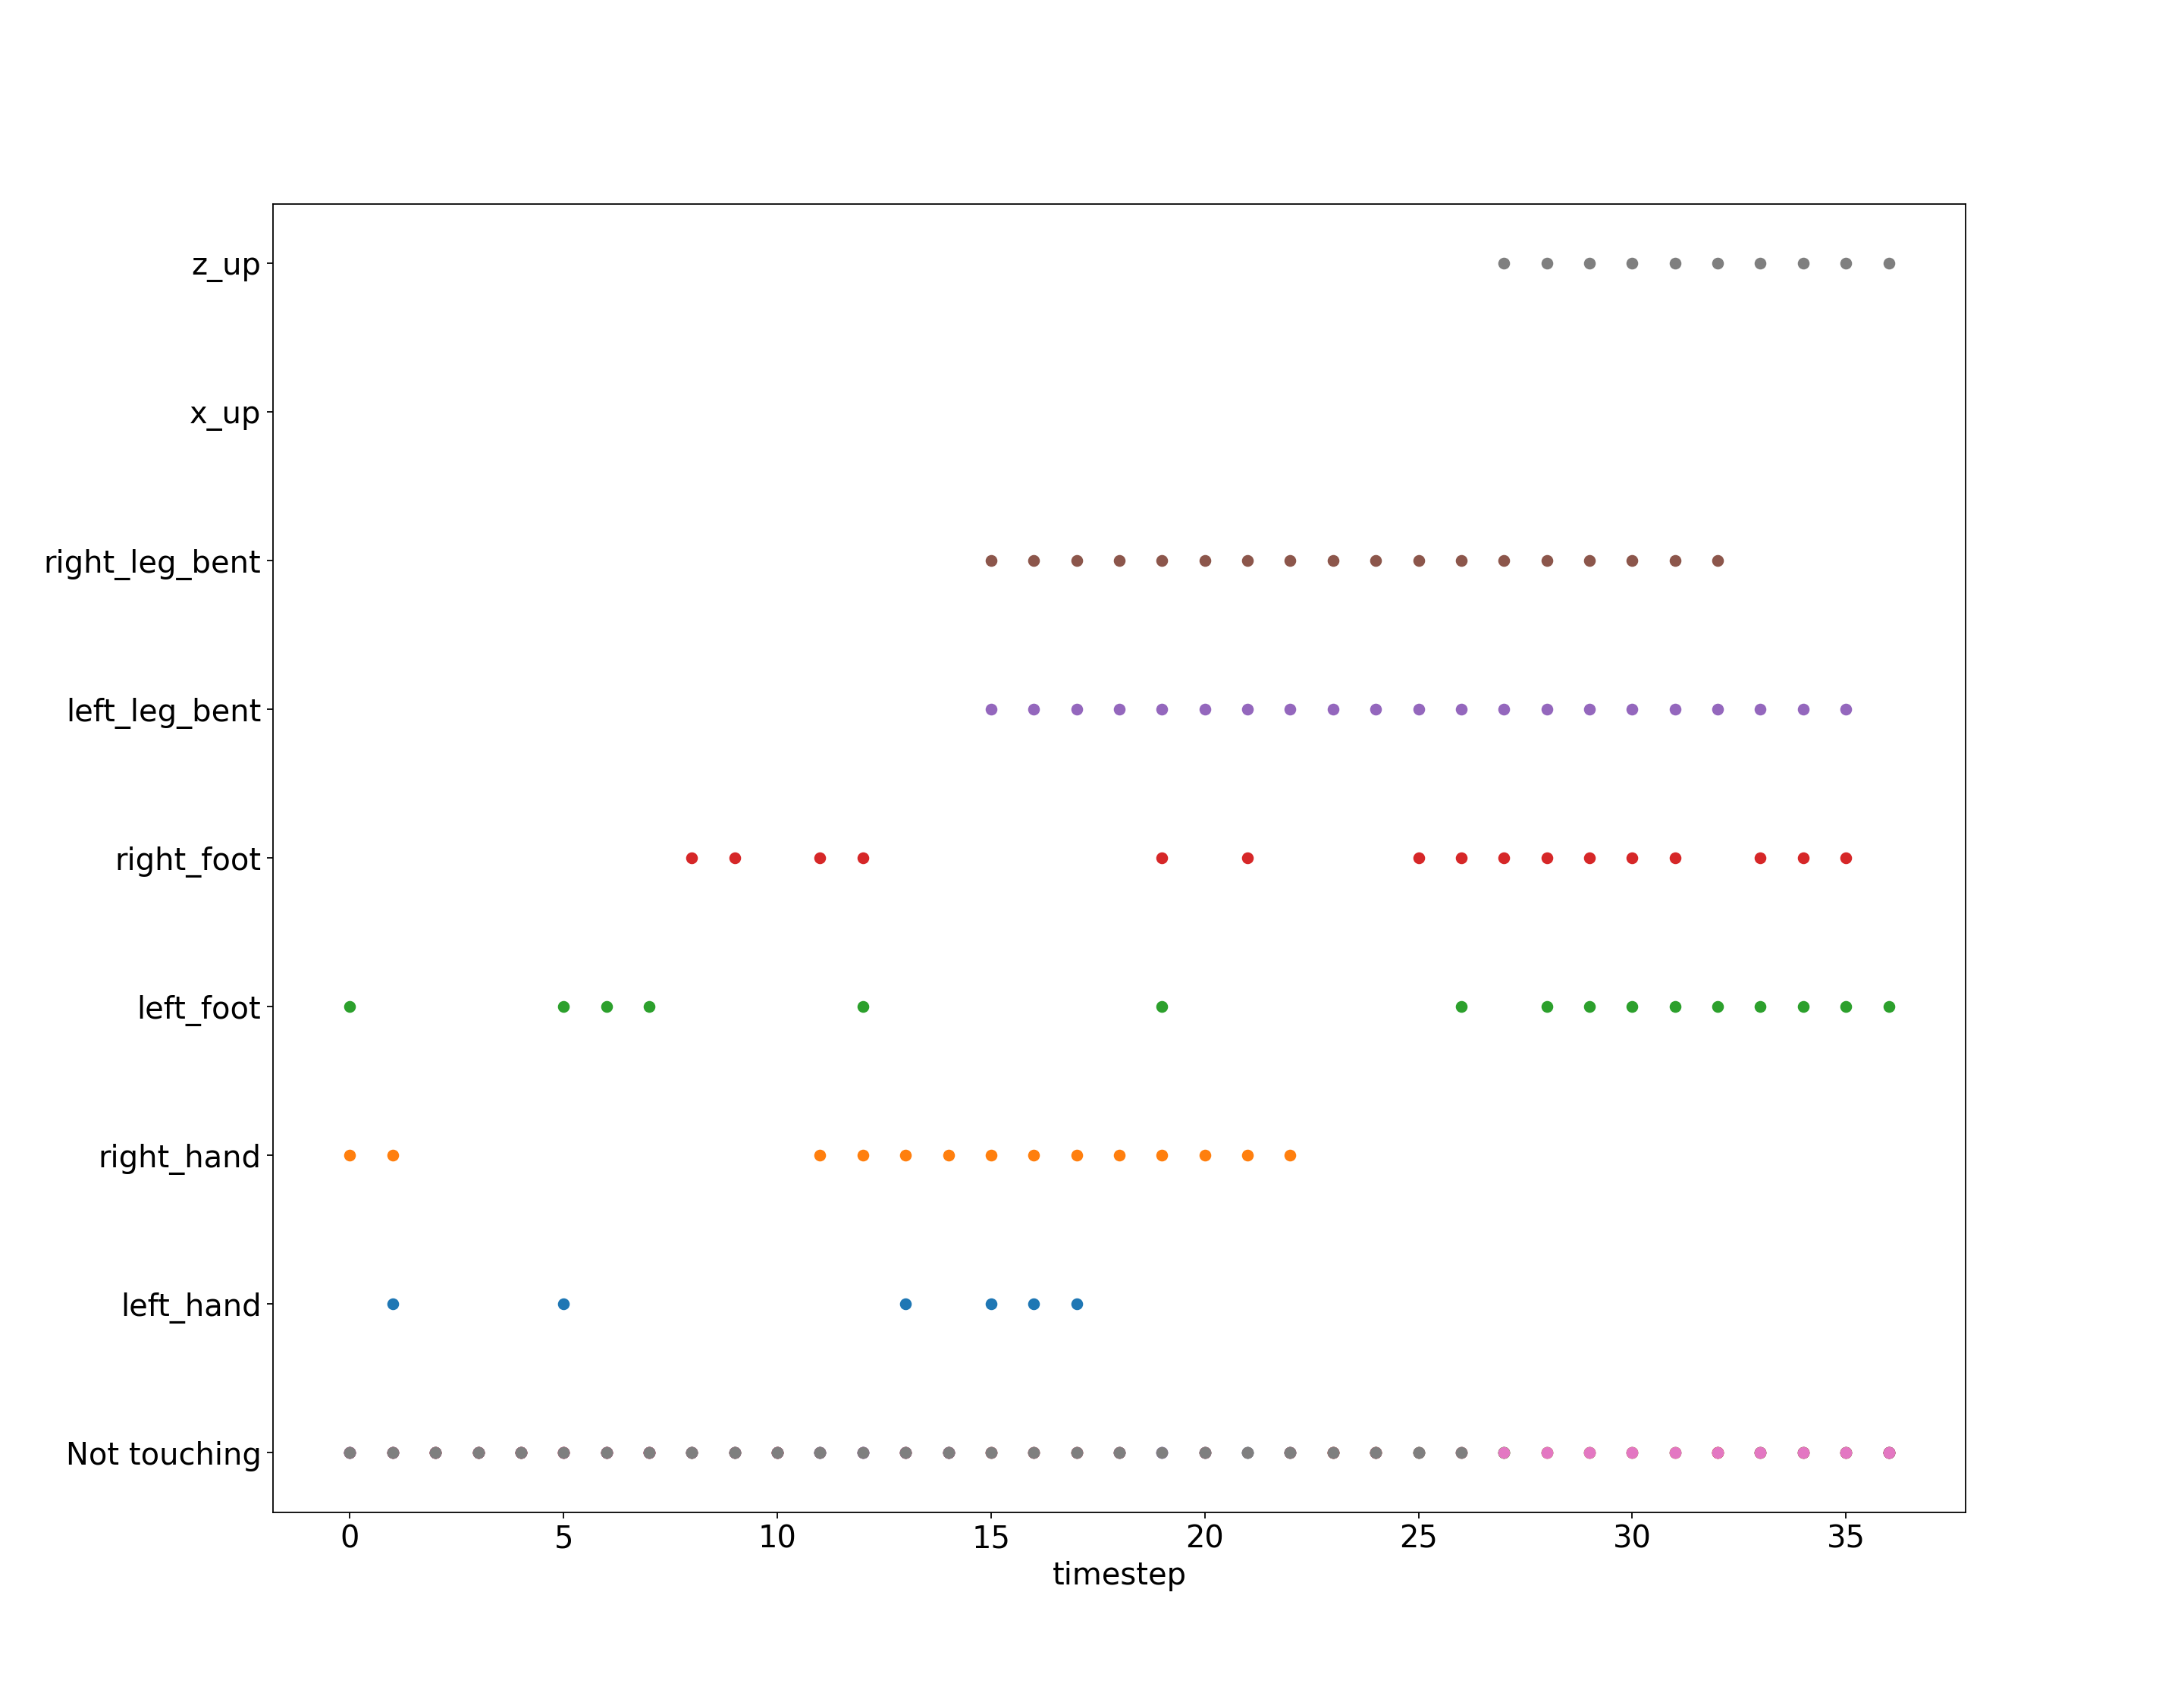 z_up
x_up
right_leg_bent
left_leg_bent
right_foot
left_foot
right_hand
left_hand
Not touching
0 5 10 15 20 25 30 35
timestep